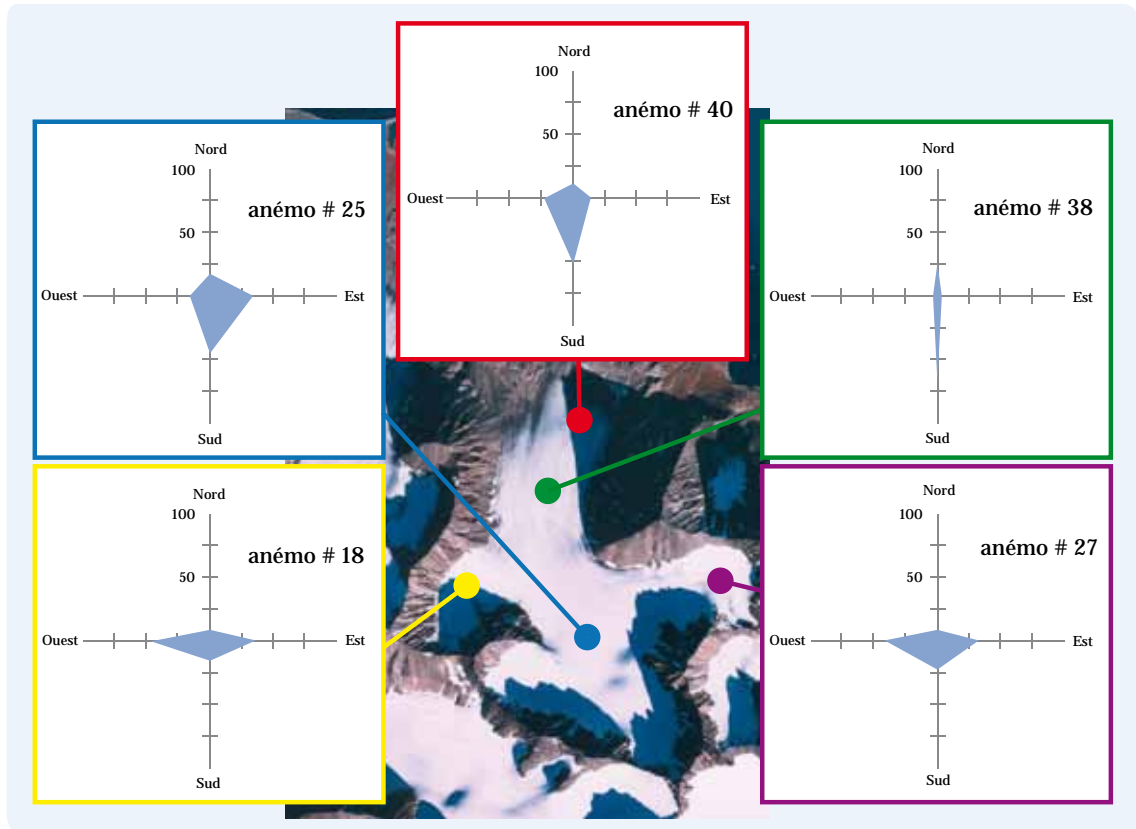 Nord
100
anémo # 40
50
Ouest
Est
Sud
Nord
100
anémo # 25
50
Ouest
Est
Sud
Nord
100
anémo # 38
50
Ouest
Est
Sud
Nord
100
anémo # 18
50
Ouest
Est
Sud
Nord
100
anémo # 27
50
Ouest
Est
Sud